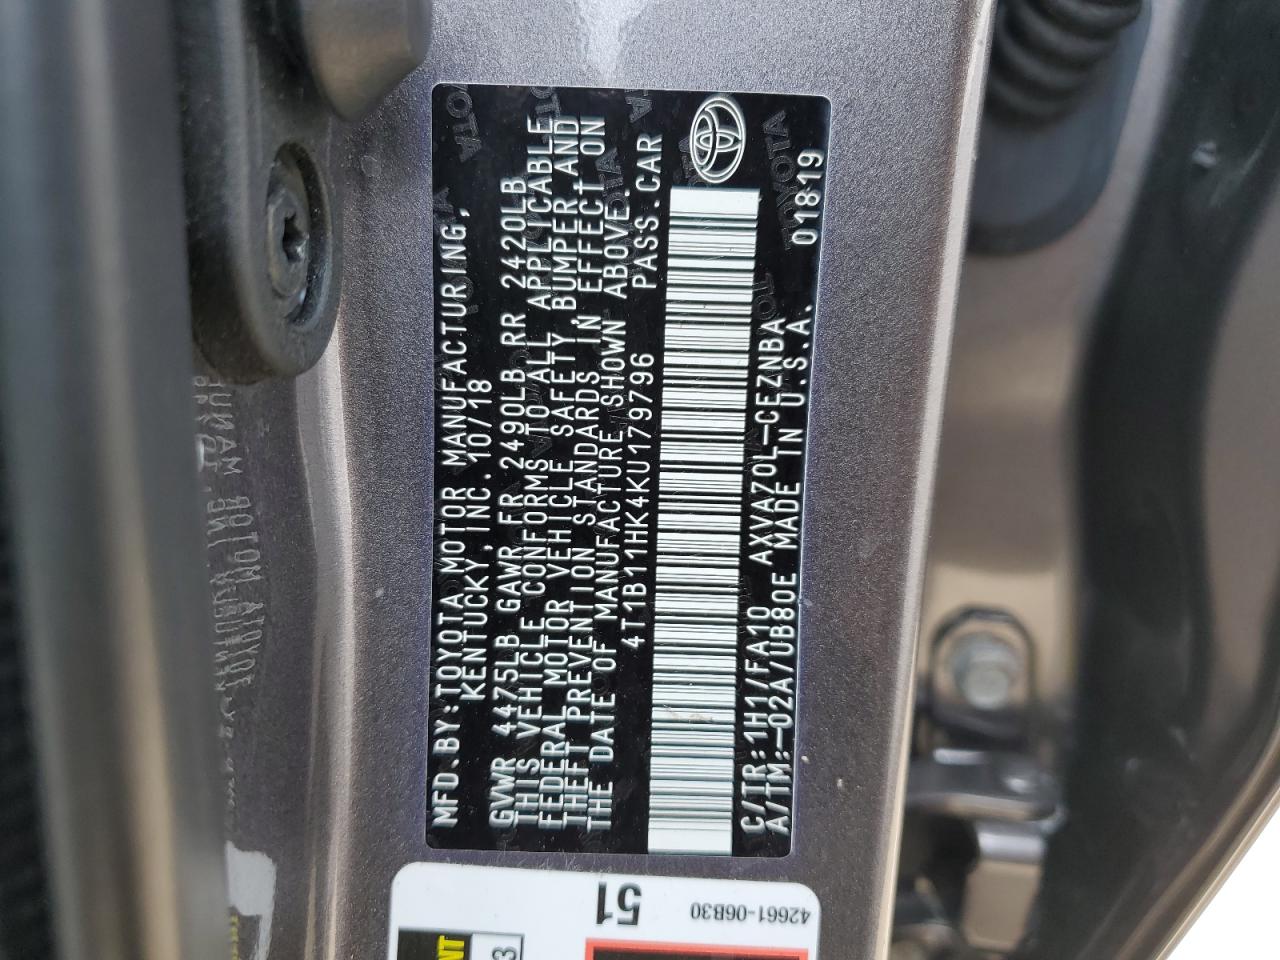 MFD.BY:TOYOTA MOTOR MANUFACTURING,
KENTUCKY,INC. 10/18
GVWR 4475LB GAWR FR 2490LB RR 2420LB
THIS VEHICLE CONFORMS TO ALL APPLICABLE
FEDERAL MOTOR VEHICLE SAFETY, BUMPER, AND
THEFT PREVENTION STANDARDS IN EFFECT ON
THE DATE OF MANUFACTURE SHOWN ABOVE.
4T1B11HK4KU179796 PASS.CAR
C/TR:1H1/FA10 AXVA70L-CEZNBA 01819
A/TM:-02A/UB80E MADE IN U.S.A.
TOYOTA
51
42661-06B30
3